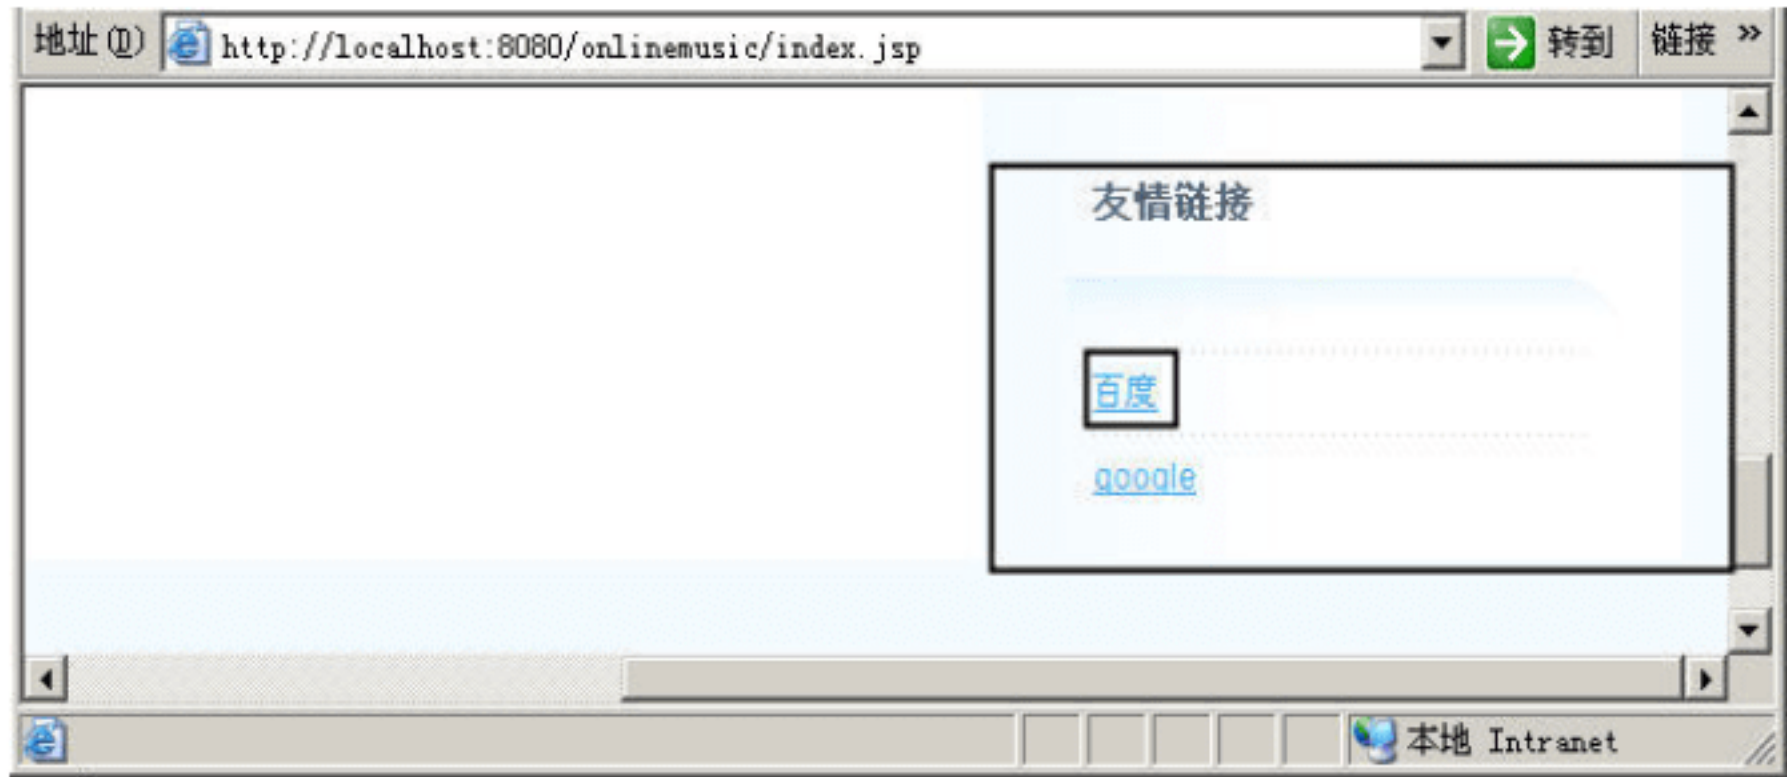 地址(D) http://localhost:8080/onlinemusic/index.jsp 转到 链接 »
友情链接
百度
google
本地 Intranet